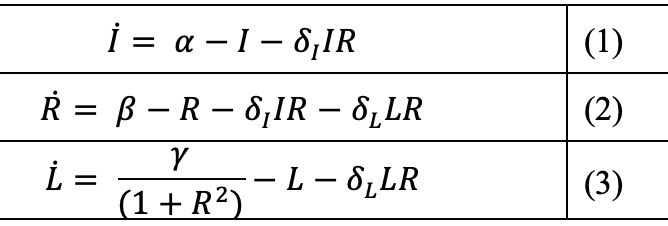 İ = α − I − δ_I IR (1)
Ṙ = β − R − δ_I IR − δ_L LR (2)
L̇ = γ/(1 + R²) − L − δ_L LR (3)